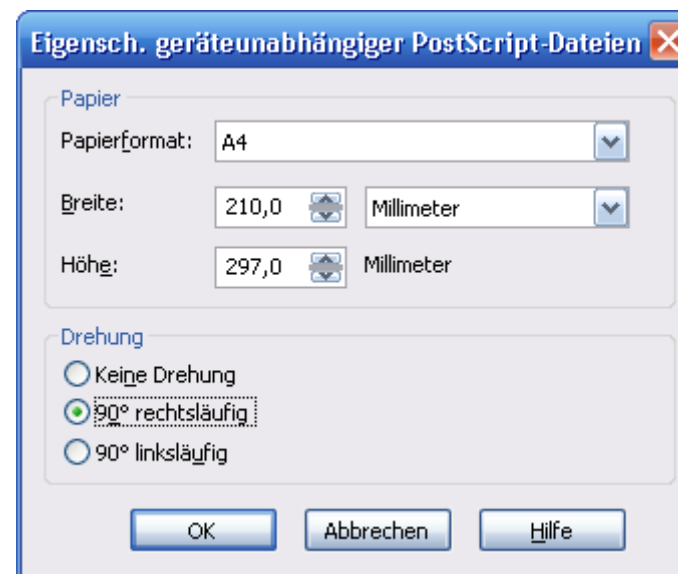 Eigensch. geräteunabhängiger PostScript-Dateien
Papier
Papierformat: A4
Breite: 210,0 Millimeter
Höhe: 297,0 Millimeter
Drehung
Keine Drehung
90° rechtsläufig
90° linksläufig
OK Abbrechen Hilfe